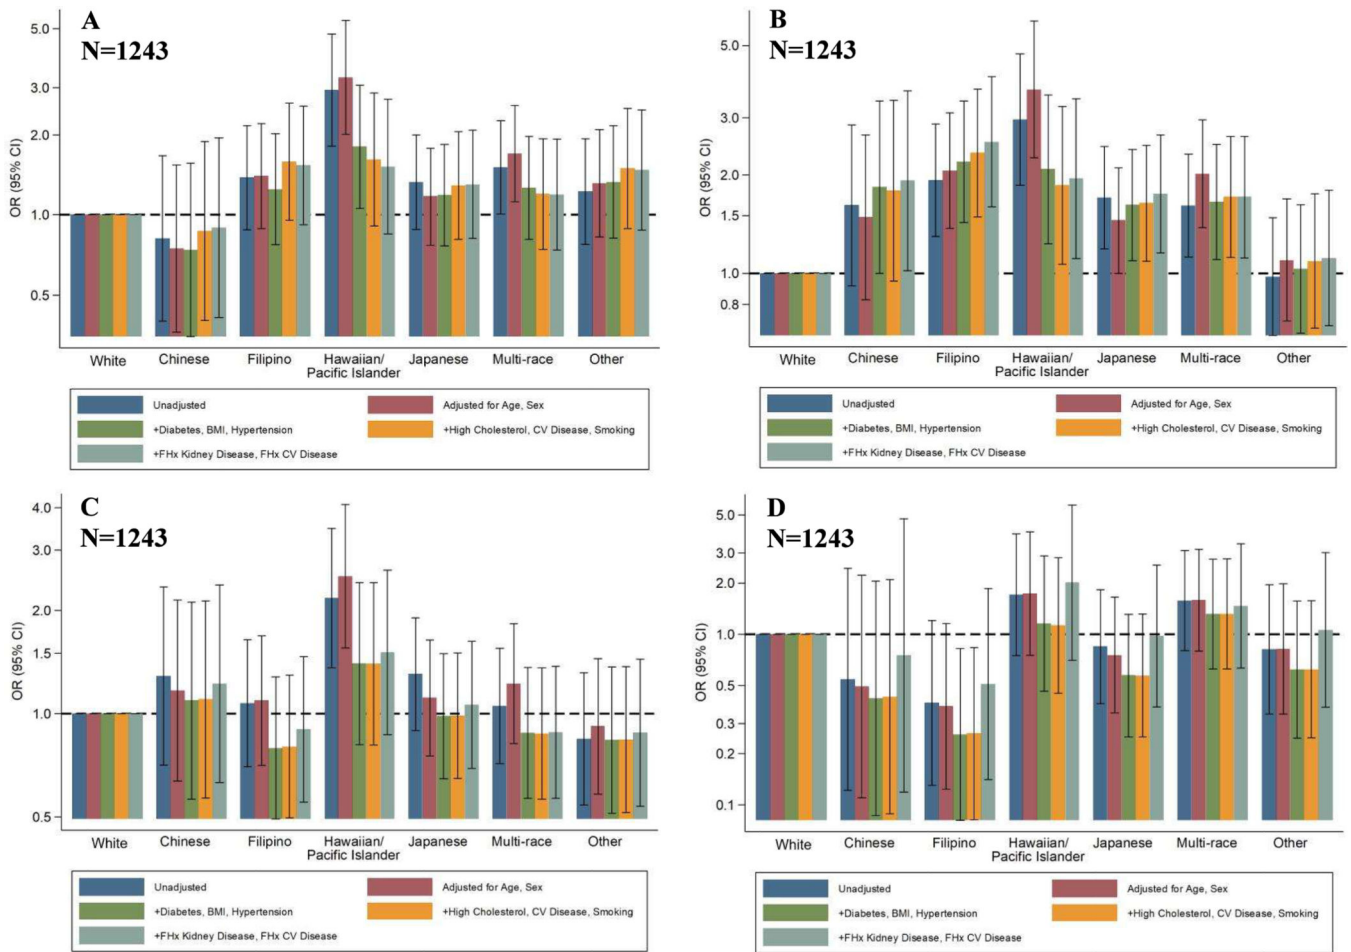 A
N=1243
OR (95% CI)
5.0
3.0
2.0
1.0
0.5
White Chinese Filipino Hawaiian/ Japanese Multi-race Other
Pacific Islander
Unadjusted Adjusted for Age, Sex
+Diabetes, BMI, Hypertension +High Cholesterol, CV Disease, Smoking
+FHx Kidney Disease, FHx CV Disease
B
N=1243
OR (95% CI)
5.0
3.0
2.0
1.5
1.0
0.8
White Chinese Filipino Hawaiian/ Japanese Multi-race Other
Pacific Islander
Unadjusted Adjusted for Age, Sex
+Diabetes, BMI, Hypertension +High Cholesterol, CV Disease, Smoking
+FHx Kidney Disease, FHx CV Disease
C
N=1243
OR (95% CI)
4.0
3.0
2.0
1.5
1.0
0.5
White Chinese Filipino Hawaiian/ Japanese Multi-race Other
Pacific Islander
Unadjusted Adjusted for Age, Sex
+Diabetes, BMI, Hypertension +High Cholesterol, CV Disease, Smoking
+FHx Kidney Disease, FHx CV Disease
D
N=1243
OR (95% CI)
5.0
3.0
2.0
1.0
0.5
0.3
0.2
0.1
White Chinese Filipino Hawaiian/ Japanese Multi-race Other
Pacific Islander
Unadjusted Adjusted for Age, Sex
+Diabetes, BMI, Hypertension +High Cholesterol, CV Disease, Smoking
+FHx Kidney Disease, FHx CV Disease